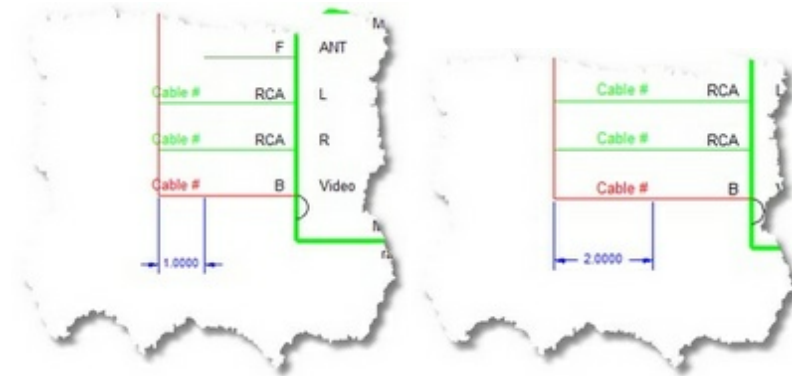 F ANT
Cable # RCA L
Cable # RCA R
Cable # B Video
1.0000
Cable # RCA L
Cable # RCA
Cable # B
2.0000